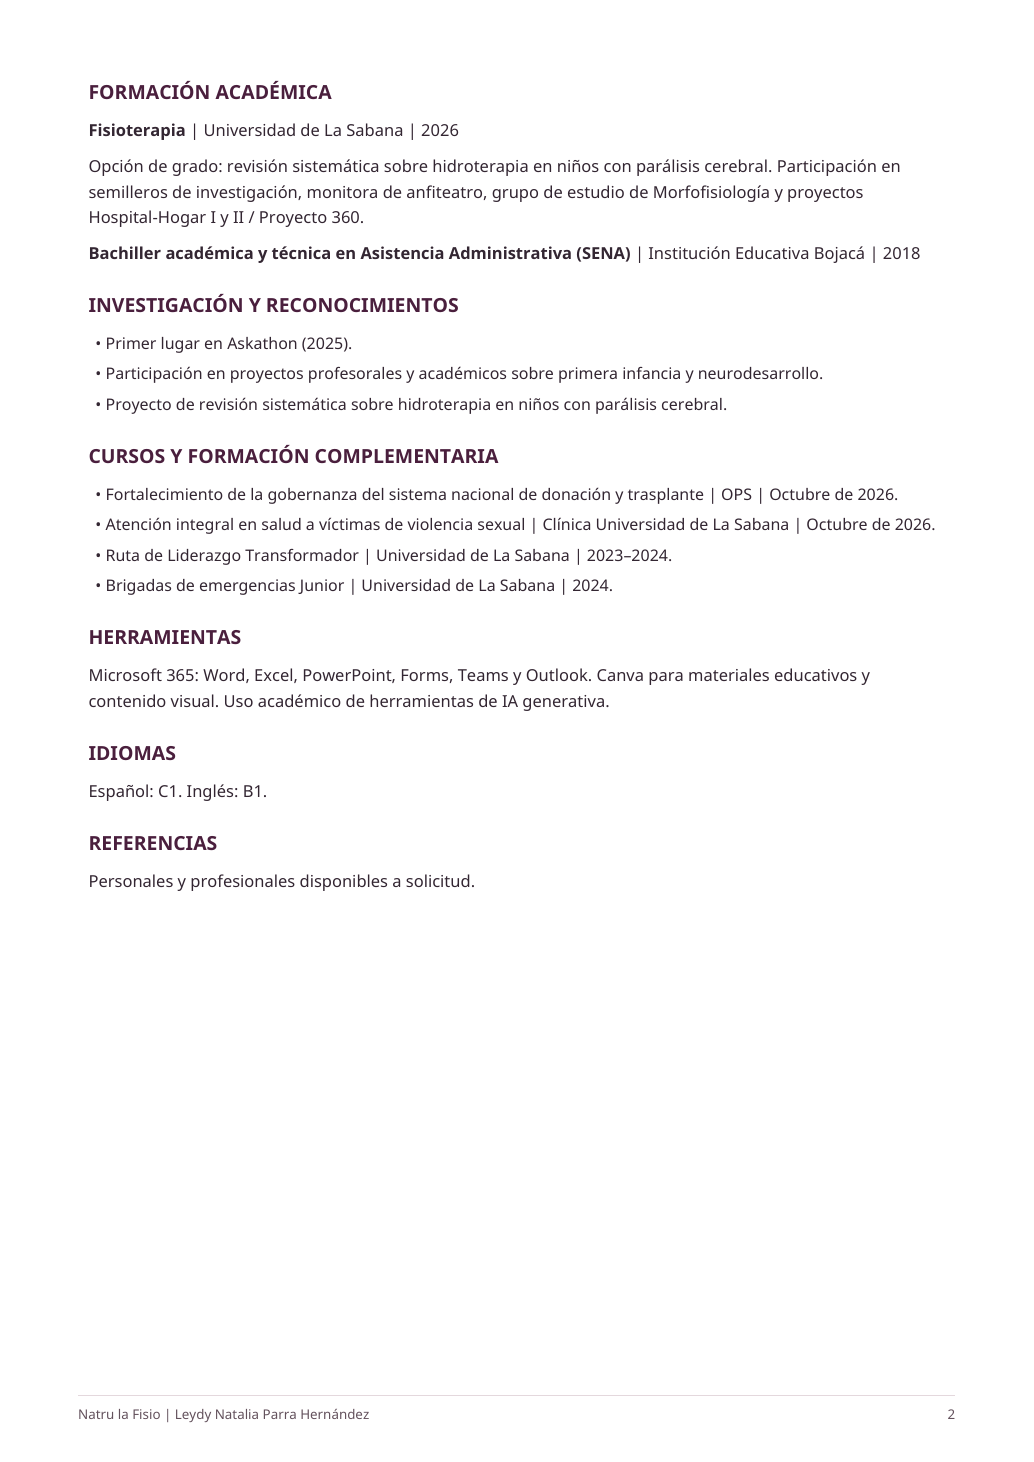 FORMACIÓN ACADÉMICA
Fisioterapia | Universidad de La Sabana | 2026
Opción de grado: revisión sistemática sobre hidroterapia en niños con parálisis cerebral. Participación en
semilleros de investigación, monitora de anfiteatro, grupo de estudio de Morfofisiología y proyectos
Hospital-Hogar I y II / Proyecto 360.
Bachiller académica y técnica en Asistencia Administrativa (SENA) | Institución Educativa Bojacá | 2018
INVESTIGACIÓN Y RECONOCIMIENTOS
• Primer lugar en Askathon (2025).
• Participación en proyectos profesorales y académicos sobre primera infancia y neurodesarrollo.
• Proyecto de revisión sistemática sobre hidroterapia en niños con parálisis cerebral.
CURSOS Y FORMACIÓN COMPLEMENTARIA
• Fortalecimiento de la gobernanza del sistema nacional de donación y trasplante | OPS | Octubre de 2026.
• Atención integral en salud a víctimas de violencia sexual | Clínica Universidad de La Sabana | Octubre de 2026.
• Ruta de Liderazgo Transformador | Universidad de La Sabana | 2023–2024.
• Brigadas de emergencias Junior | Universidad de La Sabana | 2024.
HERRAMIENTAS
Microsoft 365: Word, Excel, PowerPoint, Forms, Teams y Outlook. Canva para materiales educativos y
contenido visual. Uso académico de herramientas de IA generativa.
IDIOMAS
Español: C1. Inglés: B1.
REFERENCIAS
Personales y profesionales disponibles a solicitud.
Natru la Fisio | Leydy Natalia Parra Hernández
2